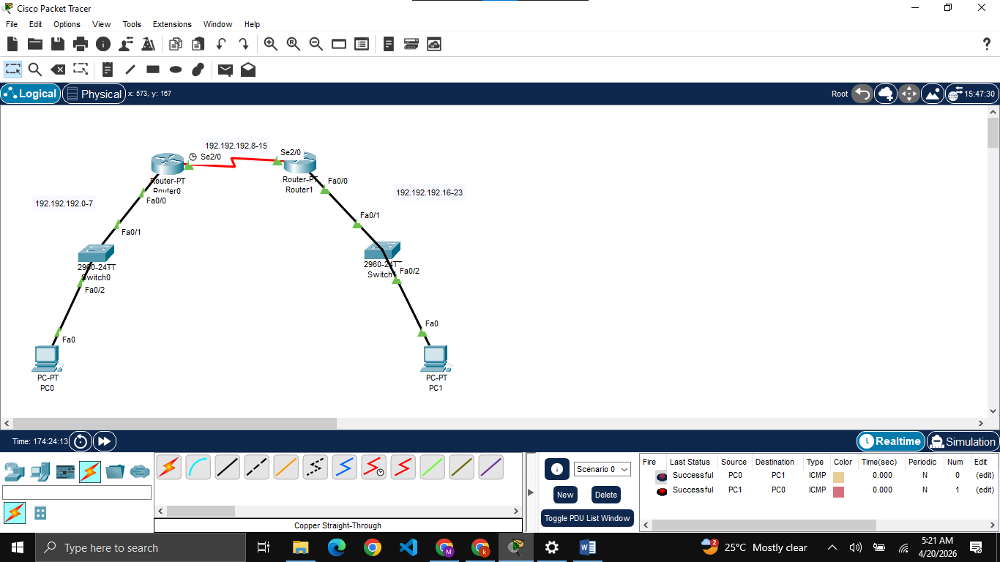 Cisco Packet Tracer
File Edit Options View Tools Extensions Window Help
Logical Physical x: 573, y: 167 Root 15:47:30
192.192.192.8-15
Se2/0 Se2/0
Router-PT Router0
Fa0/0
Router-PT Router1
Fa0/0
192.192.192.0-7
192.192.192.16-23
Fa0/1
Fa0/1
2960-24TT
Switch0
Fa0/2
2960-24TT
Switch
Fa0/2
Fa0
Fa0
PC-PT
PC0
PC-PT
PC1
Time: 174:24:13 Realtime Simulation
Copper Straight-Through
Scenario 0
New Delete
Toggle PDU List Window
Fire Last Status Source Destination Type Color Time(sec) Periodic Num Edit
Successful PC0 PC1 ICMP 0.000 N 0 (edit)
Successful PC1 PC0 ICMP 0.000 N 1 (edit)
Type here to search
M
k
2
25°C Mostly clear
5:21 AM
4/20/2026